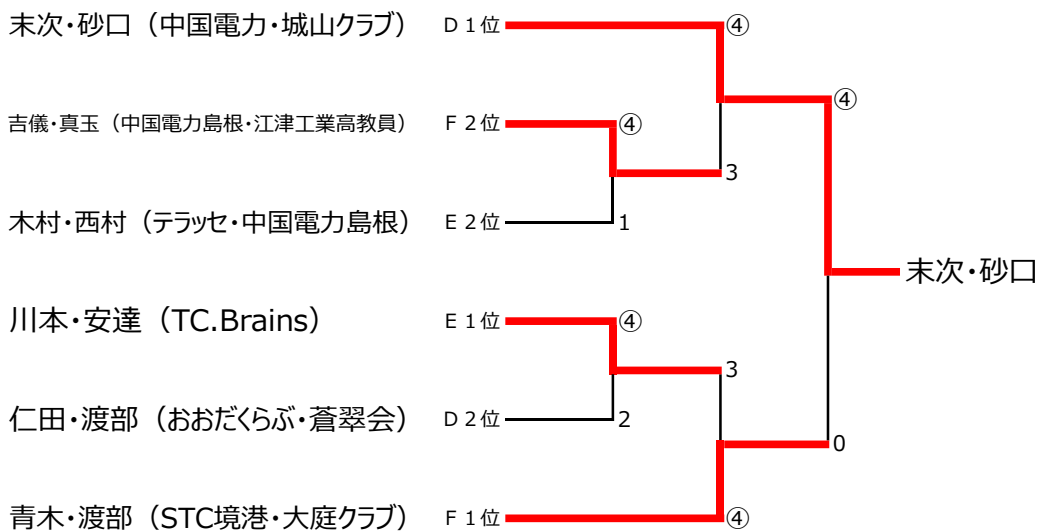 末次・砂口（中国電力・城山クラブ） Ｄ１位 ④
④
吉儀・真玉（中国電力島根・江津工業高教員） Ｆ２位 ④
3
木村・西村（テラッセ・中国電力島根） Ｅ２位 1
末次・砂口
川本・安達（TC.Brains） Ｅ１位 ④
3
仁田・渡部（おおだくらぶ・蒼翠会） Ｄ２位 2
0
青木・渡部（STC境港・大庭クラブ） Ｆ１位 ④